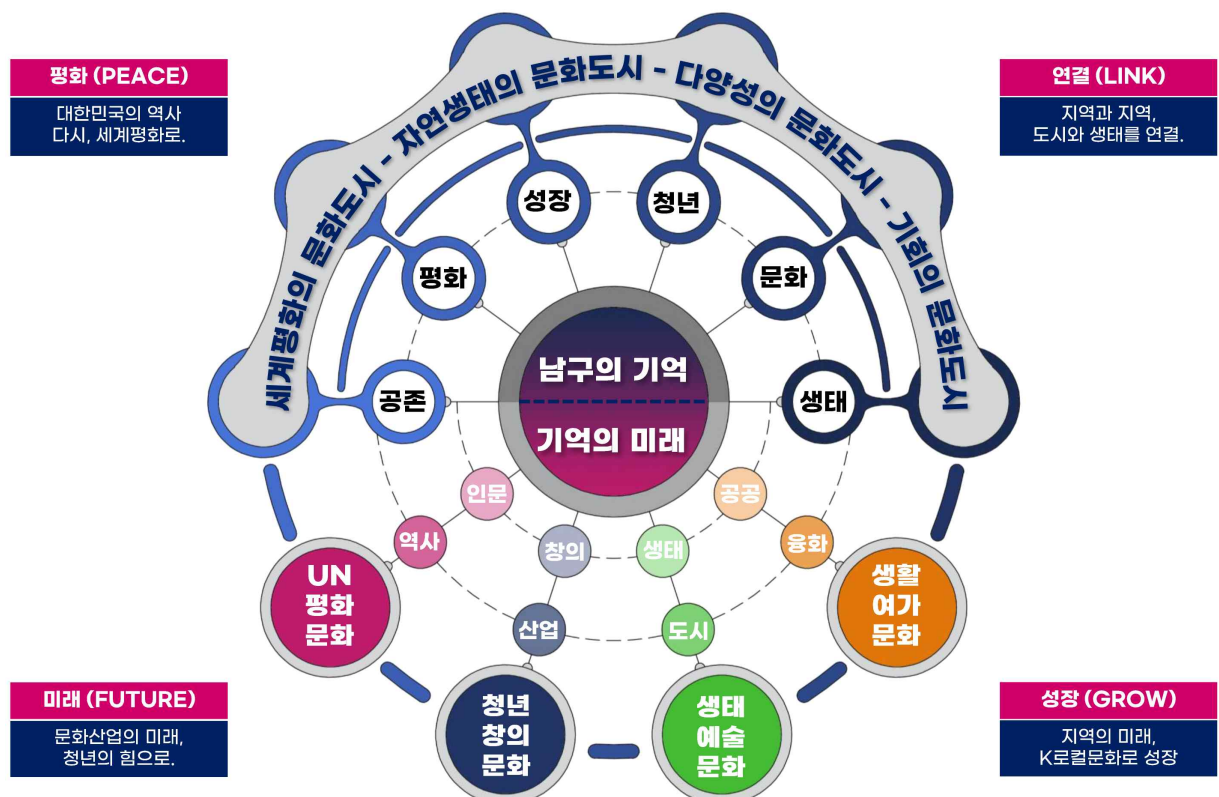 평화 (PEACE)
대한민국의 역사
다시, 세계평화로.
연결 (LINK)
지역과 지역,
도시와 생태를 연결.
세계평화의 문화도시 - 자연생태의 문화도시 - 다양성의 문화도시 - 기회의 문화도시
성장
청년
평화
문화
공존
생태
남구의 기억
기억의 미래
인문
공공
역사
창의
생태
융화
산업
도시
UN
평화
문화
생활
여가
문화
청년
창의
문화
생태
예술
문화
미래 (FUTURE)
문화산업의 미래,
청년의 힘으로.
성장 (GROW)
지역의 미래,
K로컬문화로 성장